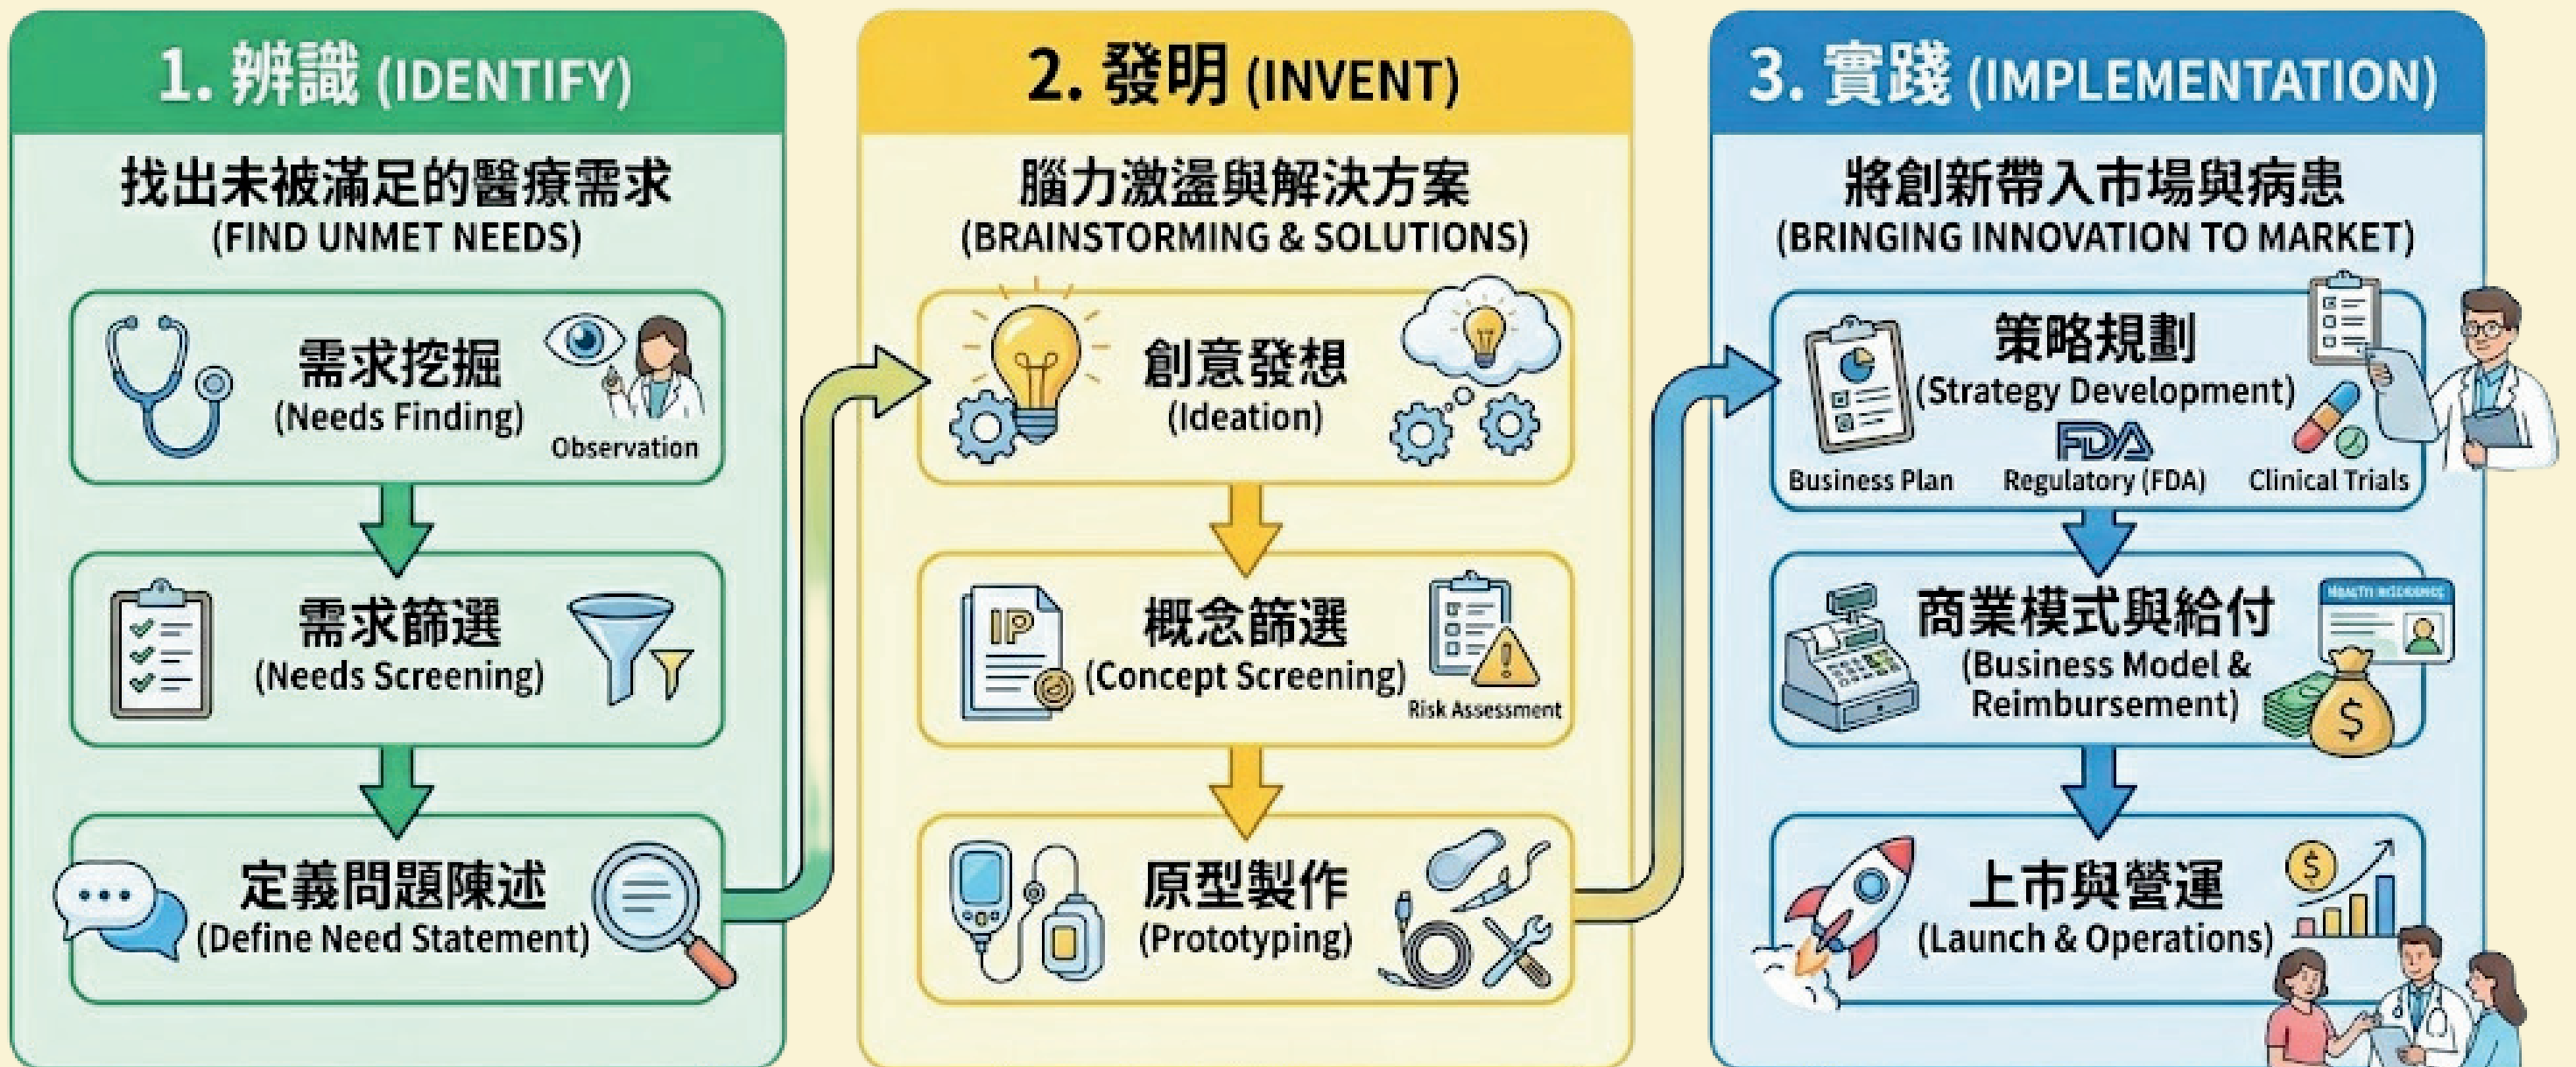 1. 辨識 (IDENTIFY)
找出未被滿足的醫療需求
(FIND UNMET NEEDS)
需求挖掘
(Needs Finding)
Observation
需求篩選
(Needs Screening)
定義問題陳述
(Define Need Statement)
2. 發明 (INVENT)
腦力激盪與解決方案
(BRAINSTORMING & SOLUTIONS)
創意發想
(Ideation)
IP
概念篩選
(Concept Screening)
Risk Assessment
原型製作
(Prototyping)
3. 實踐 (IMPLEMENTATION)
將創新帶入市場與病患
(BRINGING INNOVATION TO MARKET)
策略規劃
(Strategy Development)
FDA
Business Plan
Regulatory (FDA)
Clinical Trials
商業模式與給付
(Business Model &
Reimbursement)
$
上市與營運
(Launch & Operations)
$